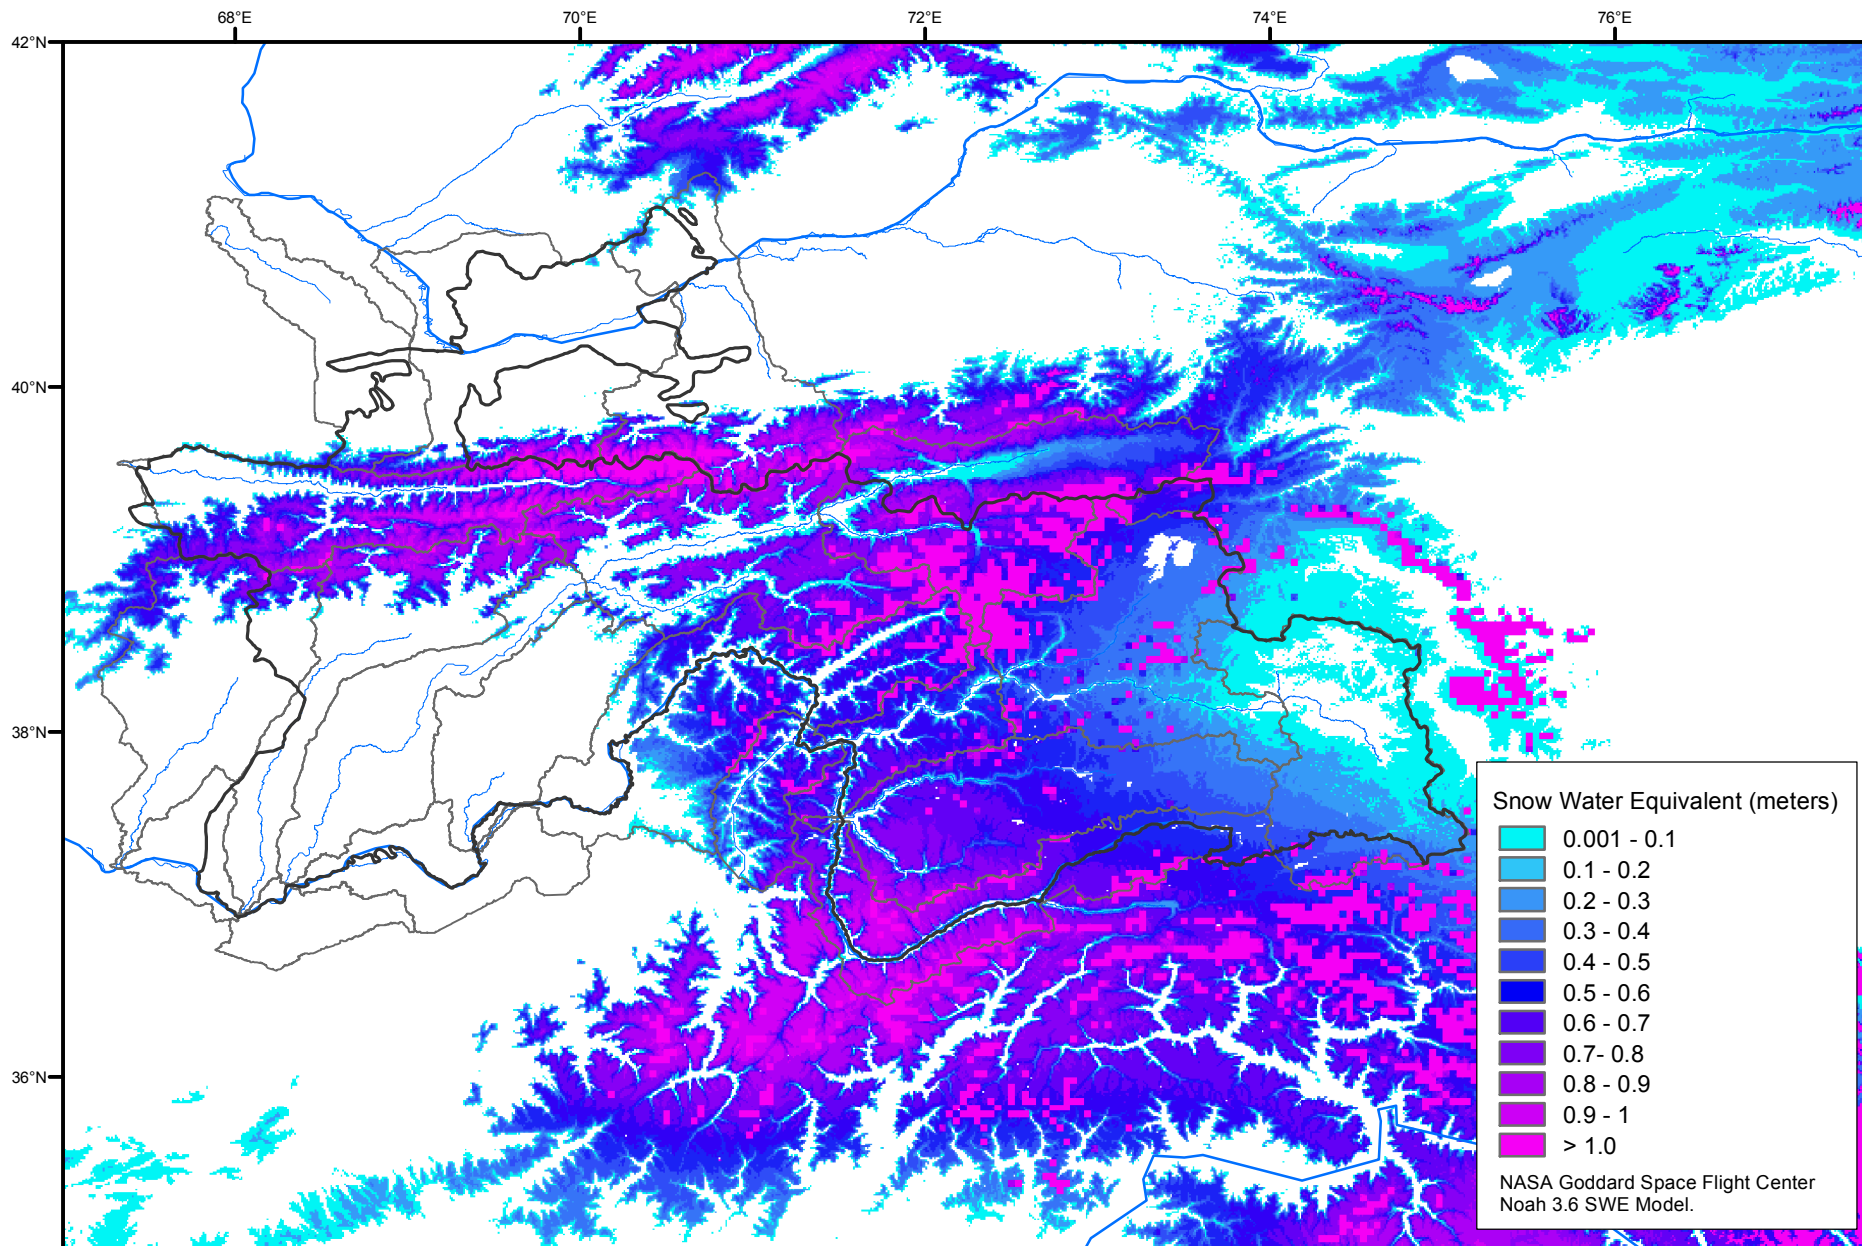 68°E
70°E
72°E
74°E
76°E
42°N
40°N
38°N
36°N
Snow Water Equivalent (meters)
0.001 - 0.1
0.1 - 0.2
0.2 - 0.3
0.3 - 0.4
0.4 - 0.5
0.5 - 0.6
0.6 - 0.7
0.7- 0.8
0.8 - 0.9
0.9 - 1
> 1.0
NASA Goddard Space Flight Center
Noah 3.6 SWE Model.